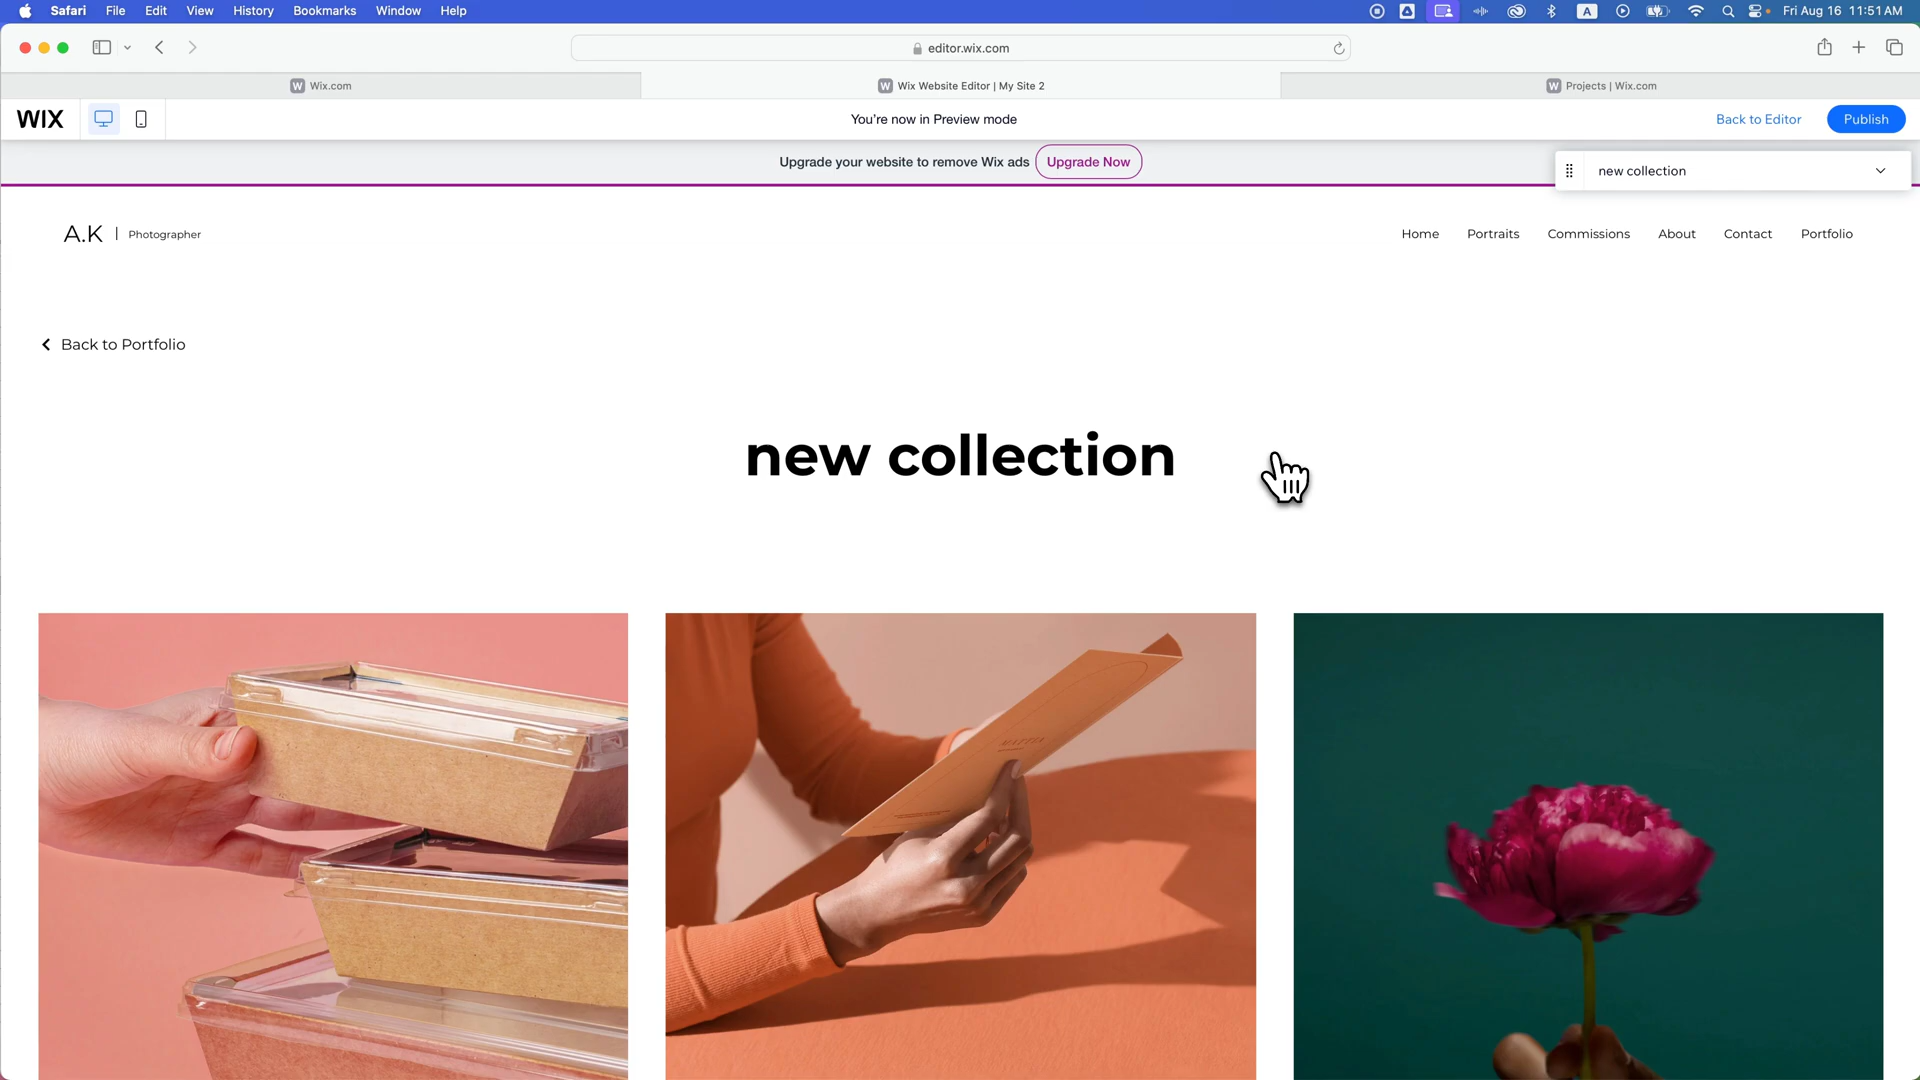 Safari File Edit View History Bookmarks Window Help
A
Fri Aug 16 11:51 AM
editor.wix.com
W Wix.com
W Wix Website Editor | My Site 2
W Projects | Wix.com
WIX
You're now in Preview mode
Back to Editor
Publish
Upgrade your website to remove Wix ads
Upgrade Now
new collection
A.K | Photographer
Home Portraits Commissions About Contact Portfolio
Back to Portfolio
new collection
MATTIA